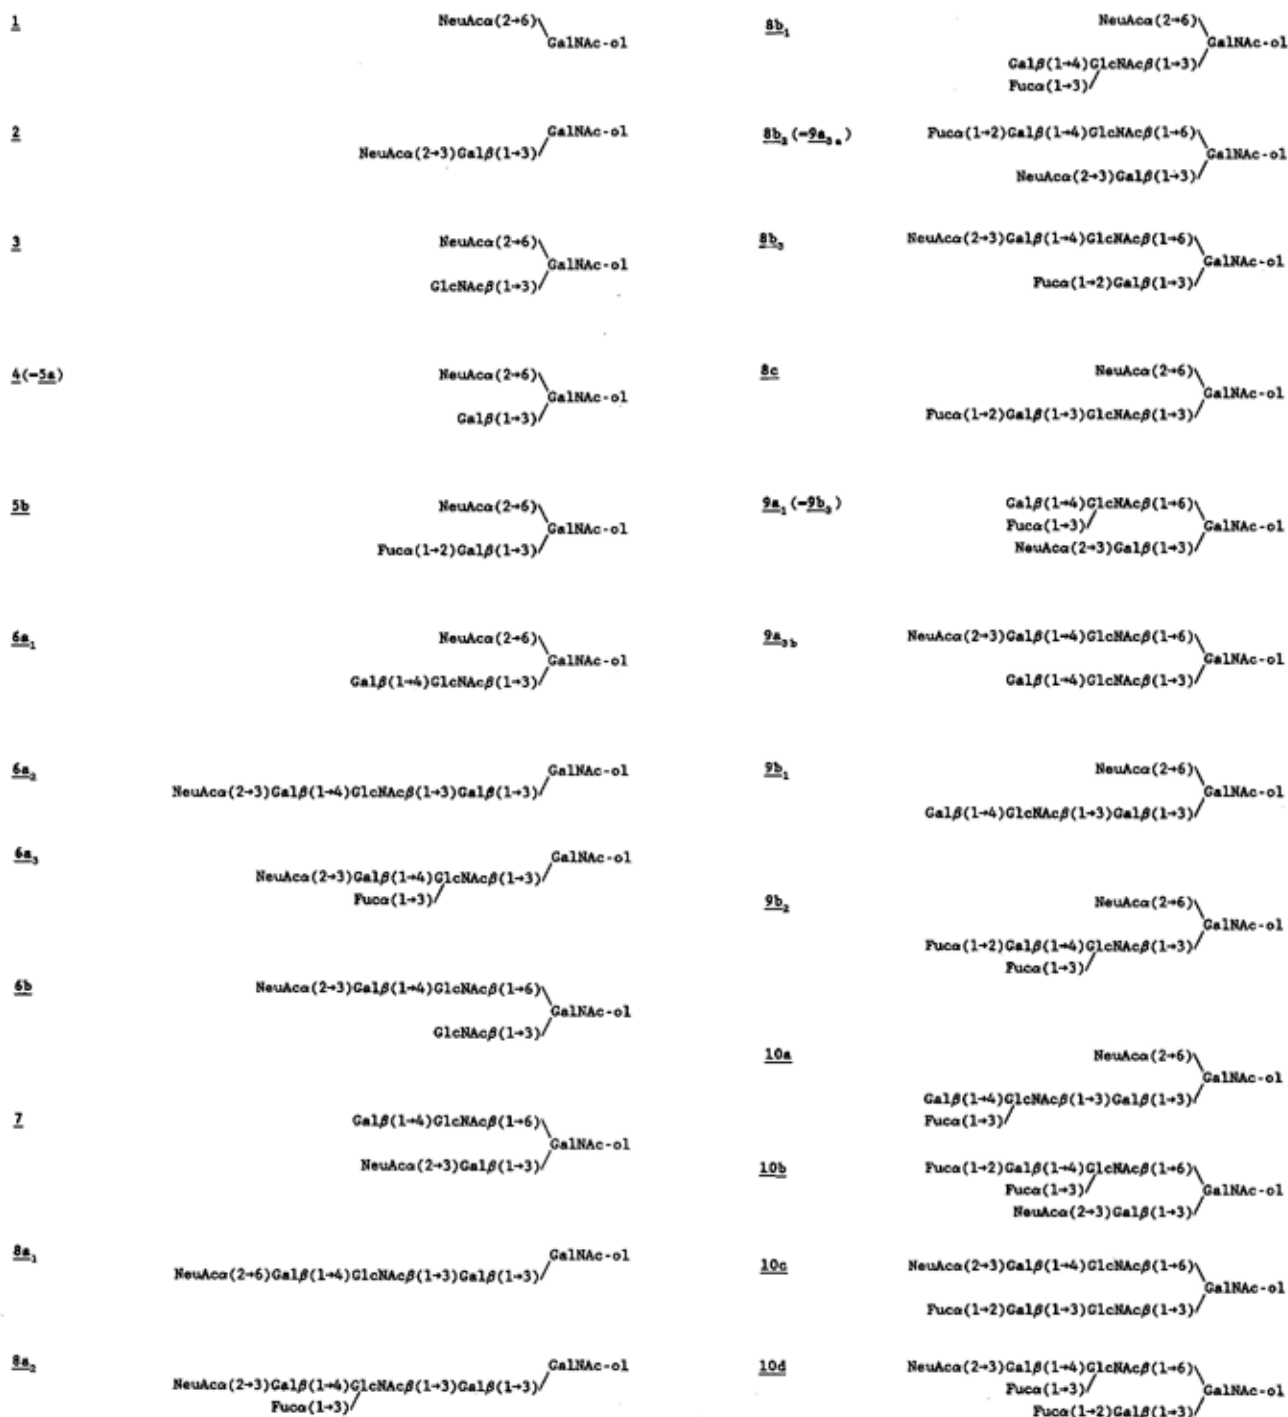 1
NeuAcα(2→6)
GalNAc-ol
2
GalNAc-ol
NeuAcα(2→3)Galβ(1→3)
3
NeuAcα(2→6)
GalNAc-ol
GlcNAcβ(1→3)
4(-5a)
NeuAcα(2→6)
GalNAc-ol
Galβ(1→3)
5b
NeuAcα(2→6)
GalNAc-ol
Fucα(1→2)Galβ(1→3)
6a₁
NeuAcα(2→6)
GalNAc-ol
Galβ(1→4)GlcNAcβ(1→3)
6a₂
GalNAc-ol
NeuAcα(2→3)Galβ(1→4)GlcNAcβ(1→3)Galβ(1→3)
6a₃
GalNAc-ol
NeuAcα(2→3)Galβ(1→4)GlcNAcβ(1→3)
Fucα(1→3)
6b
NeuAcα(2→3)Galβ(1→4)GlcNAcβ(1→6)
GalNAc-ol
GlcNAcβ(1→3)
7
Galβ(1→4)GlcNAcβ(1→6)
GalNAc-ol
NeuAcα(2→3)Galβ(1→3)
8a₁
GalNAc-ol
NeuAcα(2→6)Galβ(1→4)GlcNAcβ(1→3)Galβ(1→3)
8a₂
GalNAc-ol
NeuAcα(2→3)Galβ(1→4)GlcNAcβ(1→3)Galβ(1→3)
Fucα(1→3)
8b₁
NeuAcα(2→6)
GalNAc-ol
Galβ(1→4)GlcNAcβ(1→3)
Fucα(1→3)
8b₂(-9a₃ₐ)
Fucα(1→2)Galβ(1→4)GlcNAcβ(1→6)
GalNAc-ol
NeuAcα(2→3)Galβ(1→3)
8b₃
NeuAcα(2→3)Galβ(1→4)GlcNAcβ(1→6)
GalNAc-ol
Fucα(1→2)Galβ(1→3)
8c
NeuAcα(2→6)
GalNAc-ol
Fucα(1→2)Galβ(1→3)GlcNAcβ(1→3)
9a₁(-9b₃)
Galβ(1→4)GlcNAcβ(1→6)
Fucα(1→3)
GalNAc-ol
NeuAcα(2→3)Galβ(1→3)
9a₃b
NeuAcα(2→3)Galβ(1→4)GlcNAcβ(1→6)
GalNAc-ol
Galβ(1→4)GlcNAcβ(1→3)
9b₁
NeuAcα(2→6)
GalNAc-ol
Galβ(1→4)GlcNAcβ(1→3)Galβ(1→3)
9b₂
NeuAcα(2→6)
GalNAc-ol
Fucα(1→2)Galβ(1→4)GlcNAcβ(1→3)
Fucα(1→3)
10a
NeuAcα(2→6)
GalNAc-ol
Galβ(1→4)GlcNAcβ(1→3)Galβ(1→3)
Fucα(1→3)
10b
Fucα(1→2)Galβ(1→4)GlcNAcβ(1→6)
Fucα(1→3)
GalNAc-ol
NeuAcα(2→3)Galβ(1→3)
10c
NeuAcα(2→3)Galβ(1→4)GlcNAcβ(1→6)
GalNAc-ol
Fucα(1→2)Galβ(1→3)GlcNAcβ(1→3)
10d
NeuAcα(2→3)Galβ(1→4)GlcNAcβ(1→6)
Fucα(1→3)
GalNAc-ol
Fucα(1→2)Galβ(1→3)